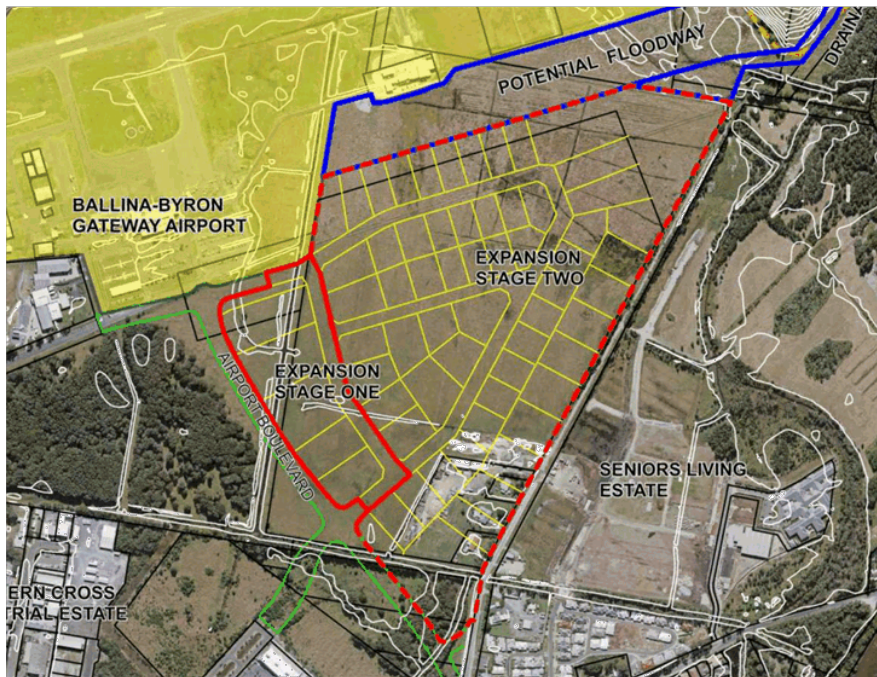 POTENTIAL FLOODWAY
DRAINA
BALLINA-BYRON
GATEWAY AIRPORT
EXPANSION
STAGE TWO
EXPANSION
STAGE ONE
AIRPORT BOULEVARD
SENIORS LIVING
ESTATE
ERN CROSS
TRIAL ESTATE